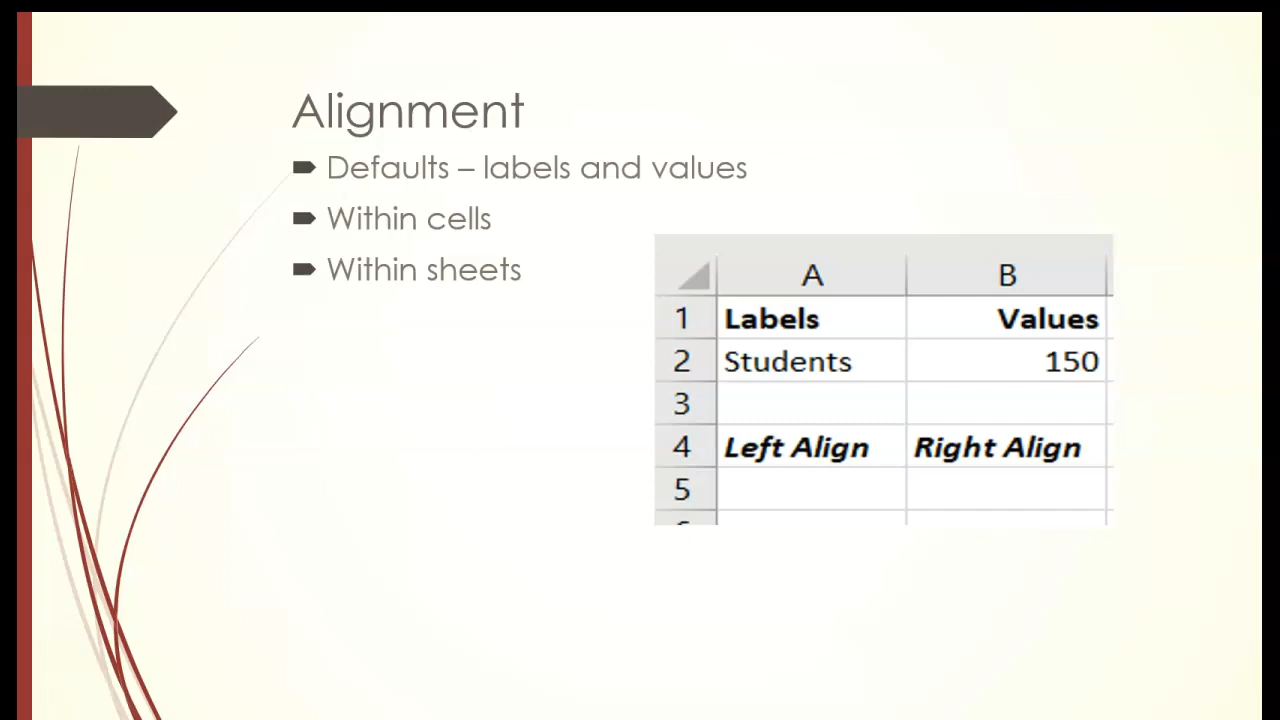 Alignment
Defaults – labels and values
Within cells
Within sheets
A B
1 Labels Values
2 Students 150
3
4 Left Align Right Align
5